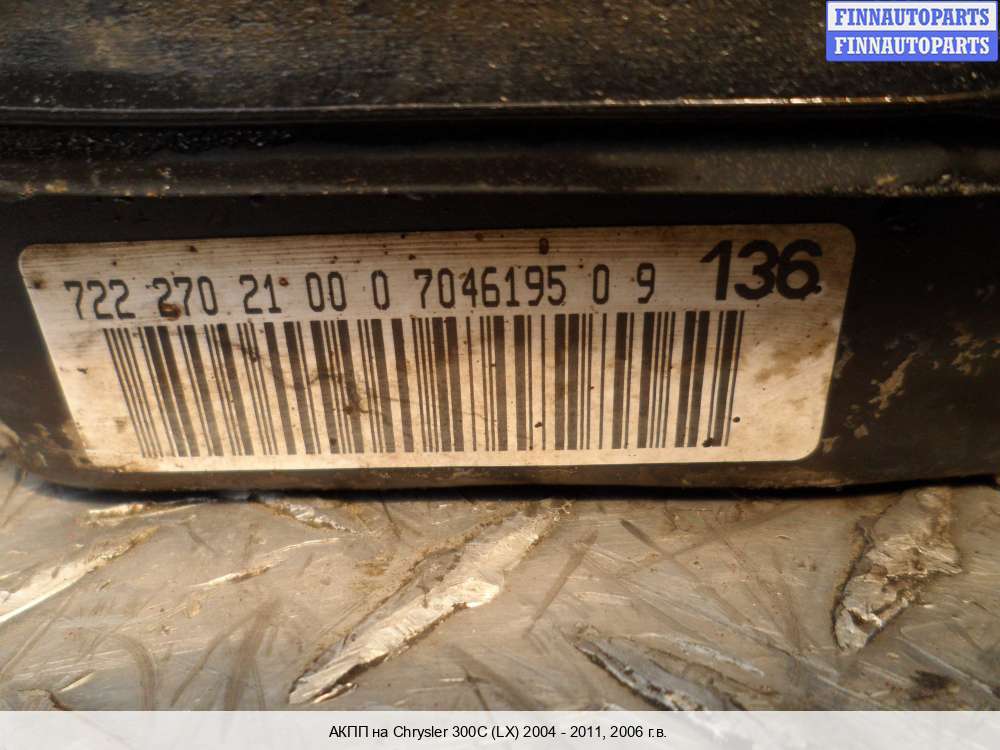 FINNAUTOPARTS
FINNAUTOPARTS
722 270 21 00 0 7046195 0 9 136
АКПП на Chrysler 300C (LX) 2004 - 2011, 2006 г.в.